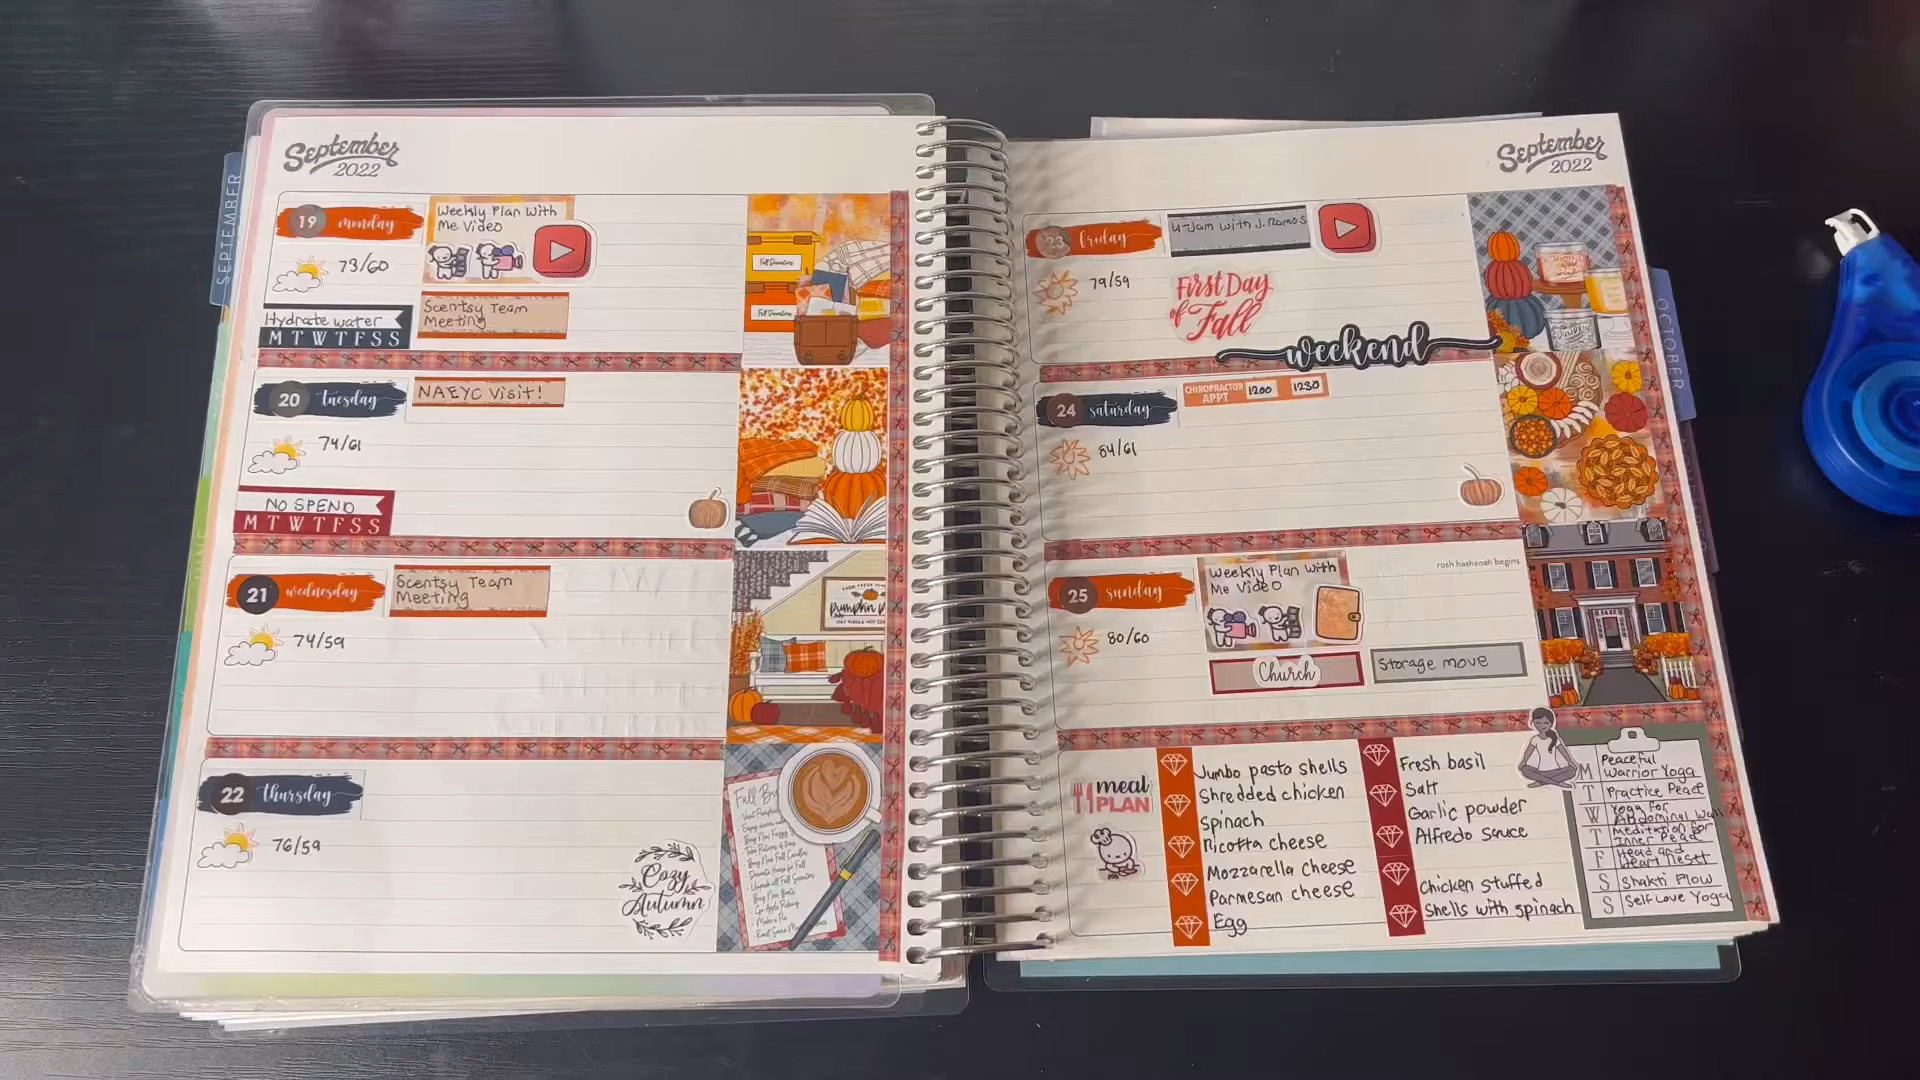 SEPTEMBER
September
2022
19 monday
Weekly Plan With
Me Video
73/60
Scentsy Team
Meeting
Hydrate water
M T W T F S S
Fall Decorations
Fall Decorations
20 tuesday
NAEYC Visit!
74/61
NO SPEND
M T W T F S S
21 wednesday
Scentsy Team
Meeting
74/59
22 thursday
76/59
Cozy
Autumn
September
2022
23 friday
U-Jam with J. Ramos
79/59
First Day
of Fall
weekend
24 saturday
CHIROPRACTOR
APPT
1200
1230
84/61
rosh hashanah begins
25 sunday
Weekly Plan With
Me Video
80/60
Church
Storage move
meal
PLAN
Jumbo pasta shells
Shredded chicken
Spinach
Ricotta cheese
Mozzarella cheese
Parmesan cheese
Egg
Fresh basil
Salt
Garlic powder
Alfredo sauce
Chicken stuffed
Shells with spinach
M Peaceful
Warrior Yoga
T Practice Peace
W Yoga for
Abdominal
T Meditation for
Inner Peace
F Head and
Heart Reset
S Shakti Flow
S Self Love Yoga
OCTOBER